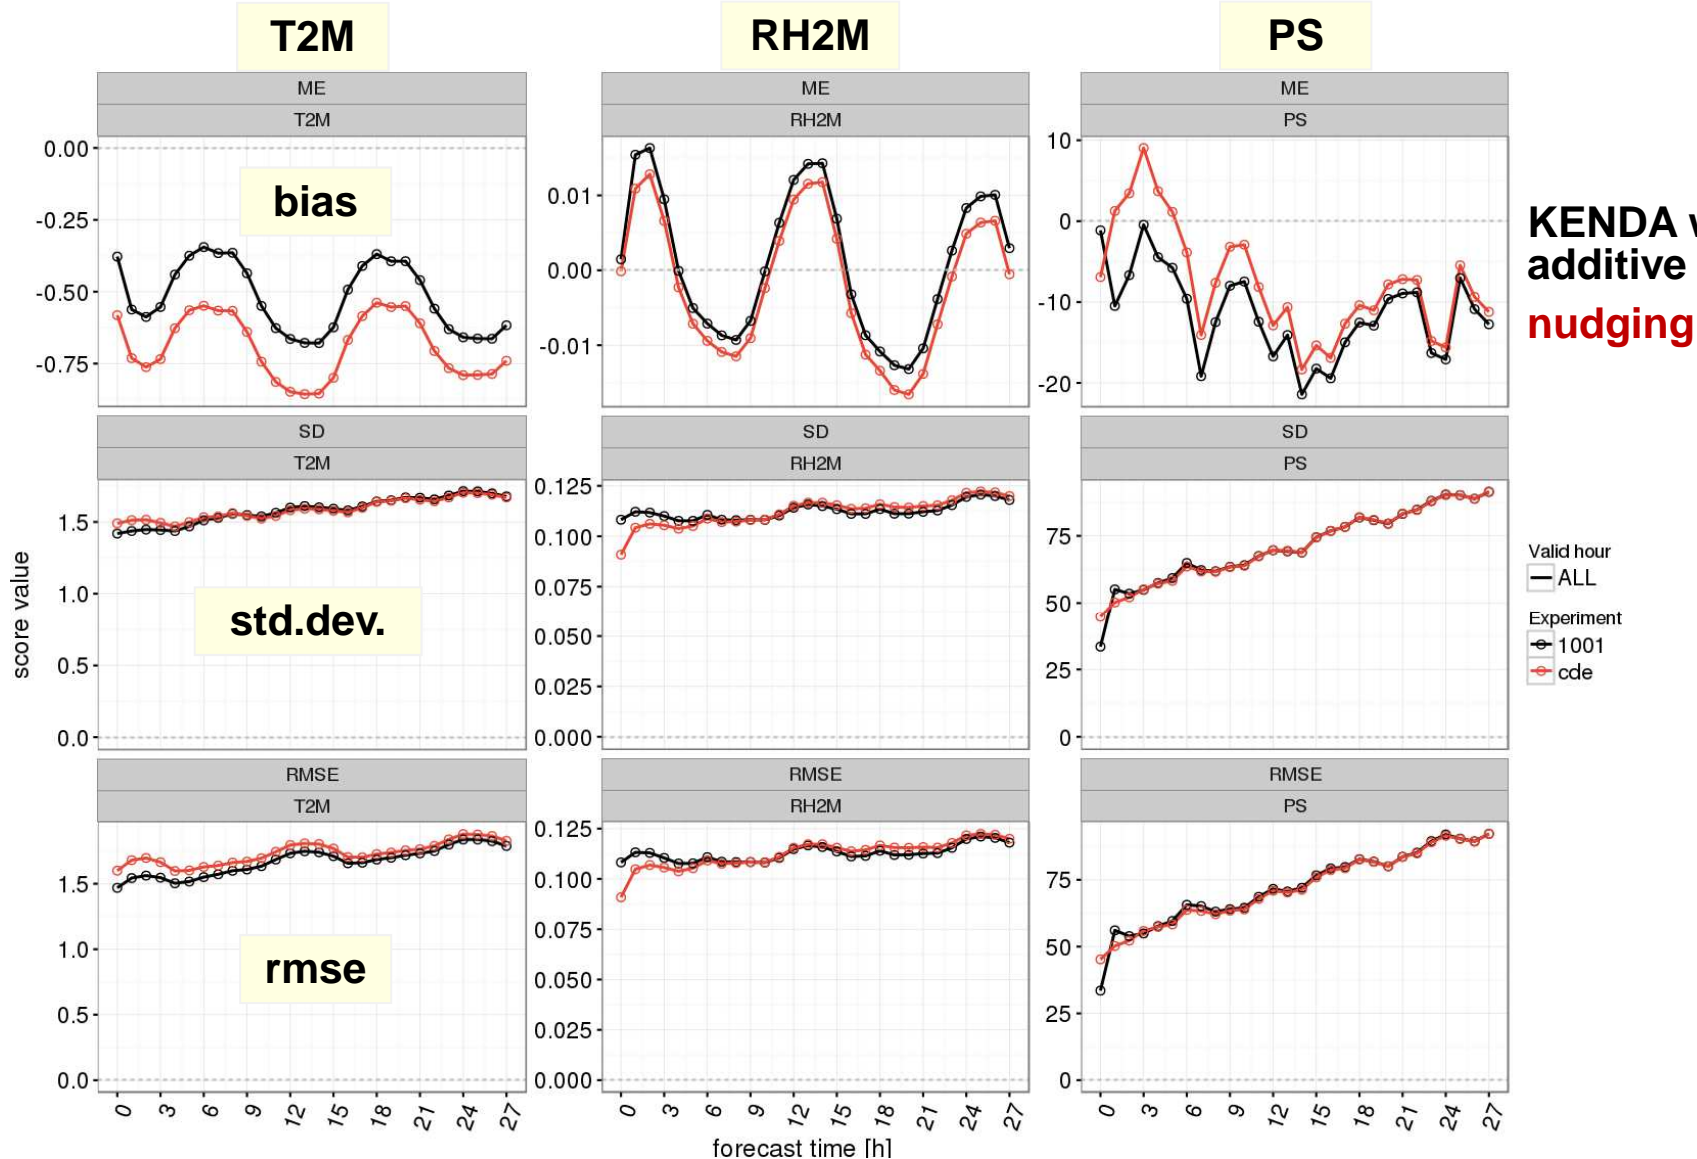 T2M
RH2M
PS
ME
T2M
ME
RH2M
ME
PS
0.00
-0.25
-0.50
-0.75
bias
0.01
0.00
-0.01
10
0
-10
-20
KENDA
additive
nudging
SD
T2M
SD
RH2M
SD
PS
1.5
1.0
0.5
0.0
std.dev.
0.125
0.100
0.075
0.050
0.025
0.000
75
50
25
0
score value
Valid hour
ALL
Experiment
1001
cde
RMSE
T2M
RMSE
RH2M
RMSE
PS
1.5
1.0
0.5
0.0
rmse
0.125
0.100
0.075
0.050
0.025
0.000
75
50
25
0
0 3 6 9 12 15 18 21 24 27
0 3 6 9 12 15 18 21 24 27
0 3 6 9 12 15 18 21 24 27
forecast time [h]